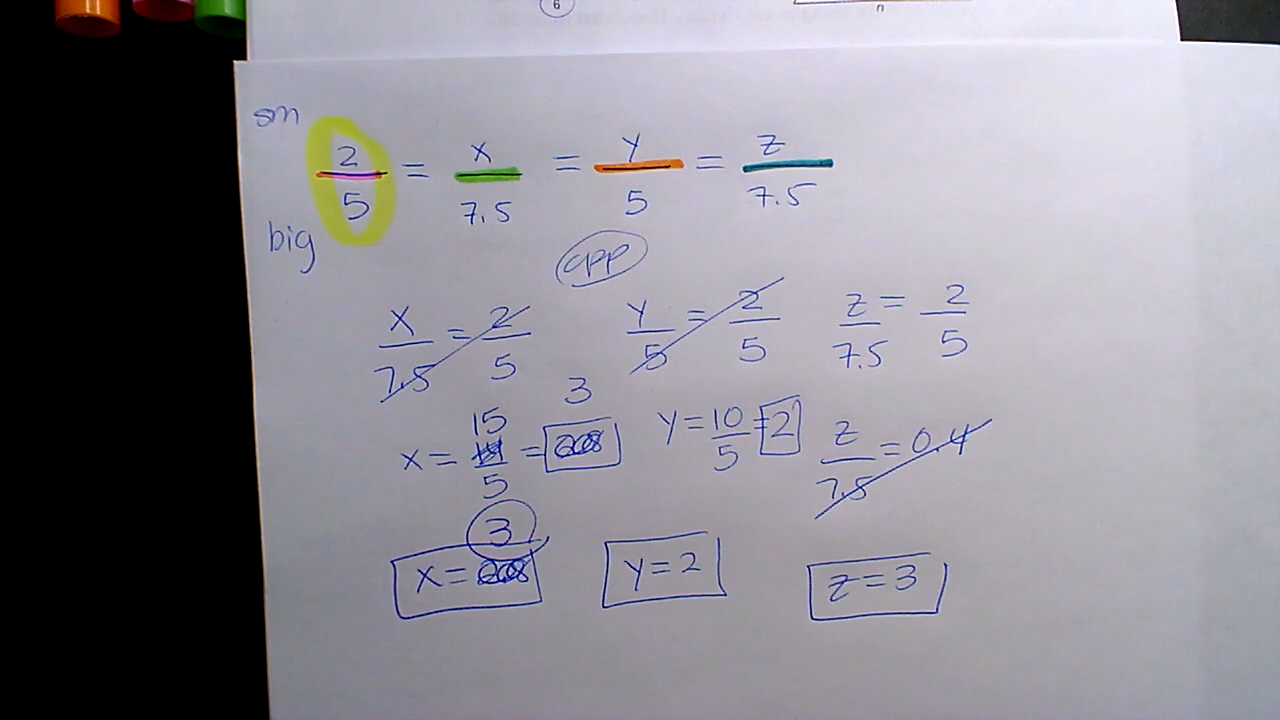 6
n
sm
2/5 = x/7.5 = y/5 = z/7.5
big
app
x/7.5 = 2/5
y/5 = 2/5
z/7.5 = 2/5
3
x = 15/5 =
y = 10/5 = 2
z/7.5 = 0.4
3
x =
y = 2
z = 3